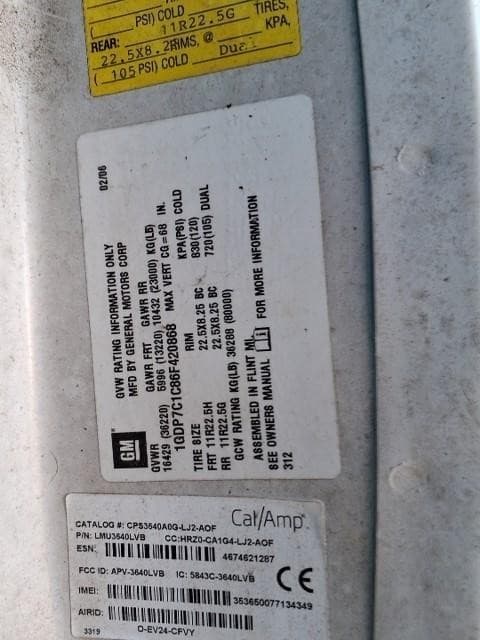 PSI) COLD 11R22.5G TIRES,
REAR: 22.5X8.2RIMS, @ KPA,
( 105 PSI) COLD Dual
GVW RATING INFORMATION ONLY 02/06
MFD BY GENERAL MOTORS CORP
GM
GVWR GAWR FRT GAWR RR
16429 (36220) 5996 (13220) 10432 (23000) KG(LB)
1GDP7C1C86F420868 MAX VERT CG=68 IN.
TIRE SIZE RIM KPA(PSI) COLD
FRT 11R22.5H 22.5X8.25 BC 830(120)
RR 11R22.5G 22.5X8.25 BC 720(105) DUAL
GCW RATING KG(LB) 36288 (80000)
ASSEMBLED IN FLINT MI.
SEE OWNERS MANUAL FOR MORE INFORMATION
312
CalAmp
CATALOG #: CPS3640A0G-LJ2-AOF
P/N: LMU3640LVB CC:HRZ0-CA1G4-LJ2-AOF
ESN: 4674621287
FCC ID: APV-3640LVB IC: 5843C-3640LVB
CE
IMEI: 353650077134349
AIRID:
3319 O-EV24-CFVY